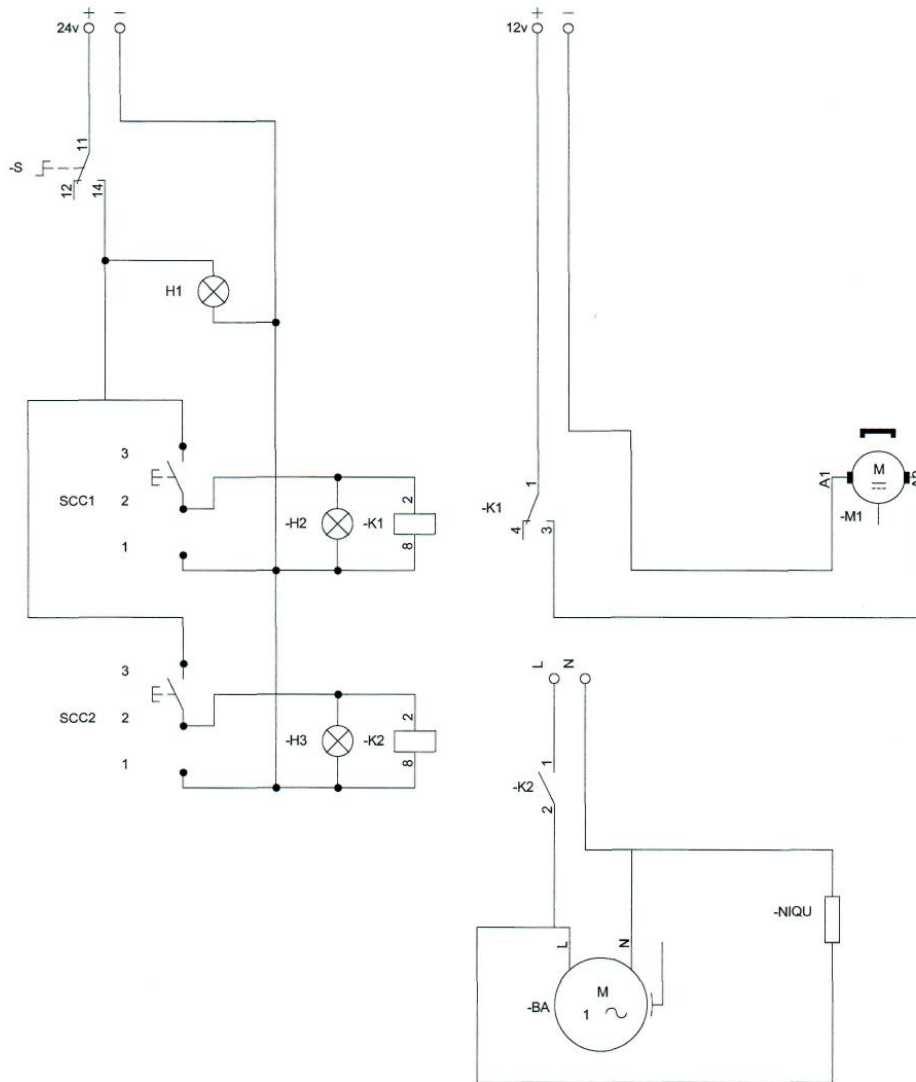 + −
24v
11
-S
12 14
H1
3
SCC1 2
1
2
-H2 -K1
8
3
SCC2 2
1
2
-H3 -K2
8
+ −
12v
1
-K1
4 3
A1 M
-M1
L N
1
-K2
2
-NIQU
L N
M
-BA 1